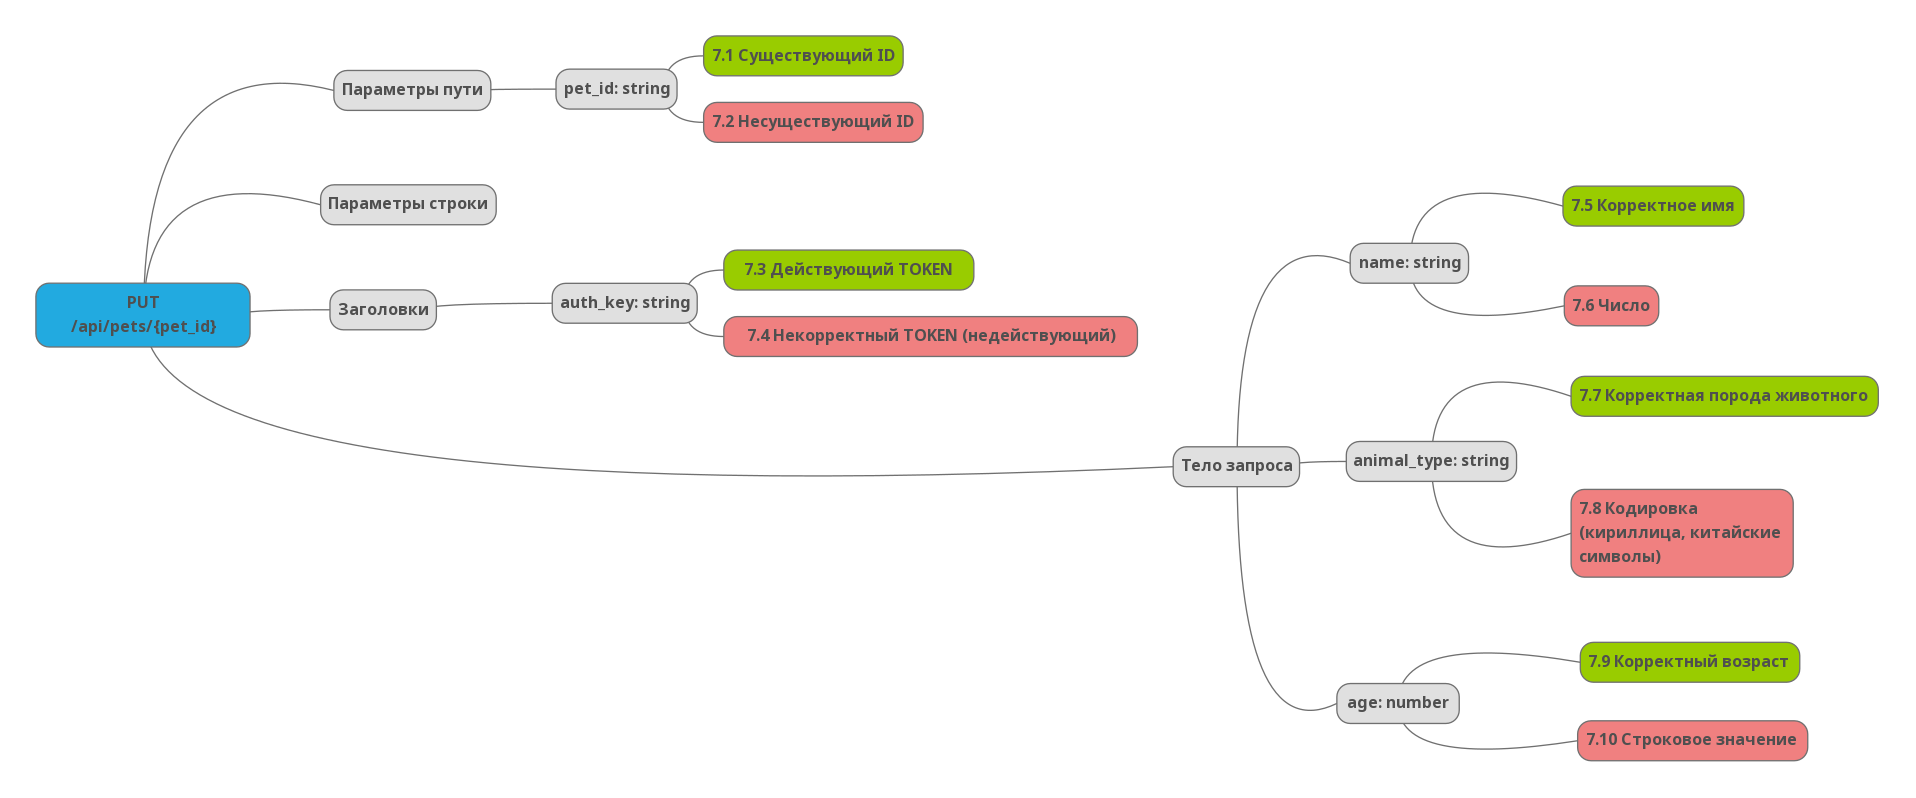 PUT
/api/pets/{pet_id}
Параметры пути
pet_id: string
7.1 Существующий ID
7.2 Несуществующий ID
Параметры строки
Заголовки
auth_key: string
7.3 Действующий TOKEN
7.4 Некорректный TOKEN (недействующий)
Тело запроса
name: string
7.5 Корректное имя
7.6 Число
animal_type: string
7.7 Корректная порода животного
7.8 Кодировка
(кириллица, китайские
символы)
age: number
7.9 Корректный возраст
7.10 Строковое значение